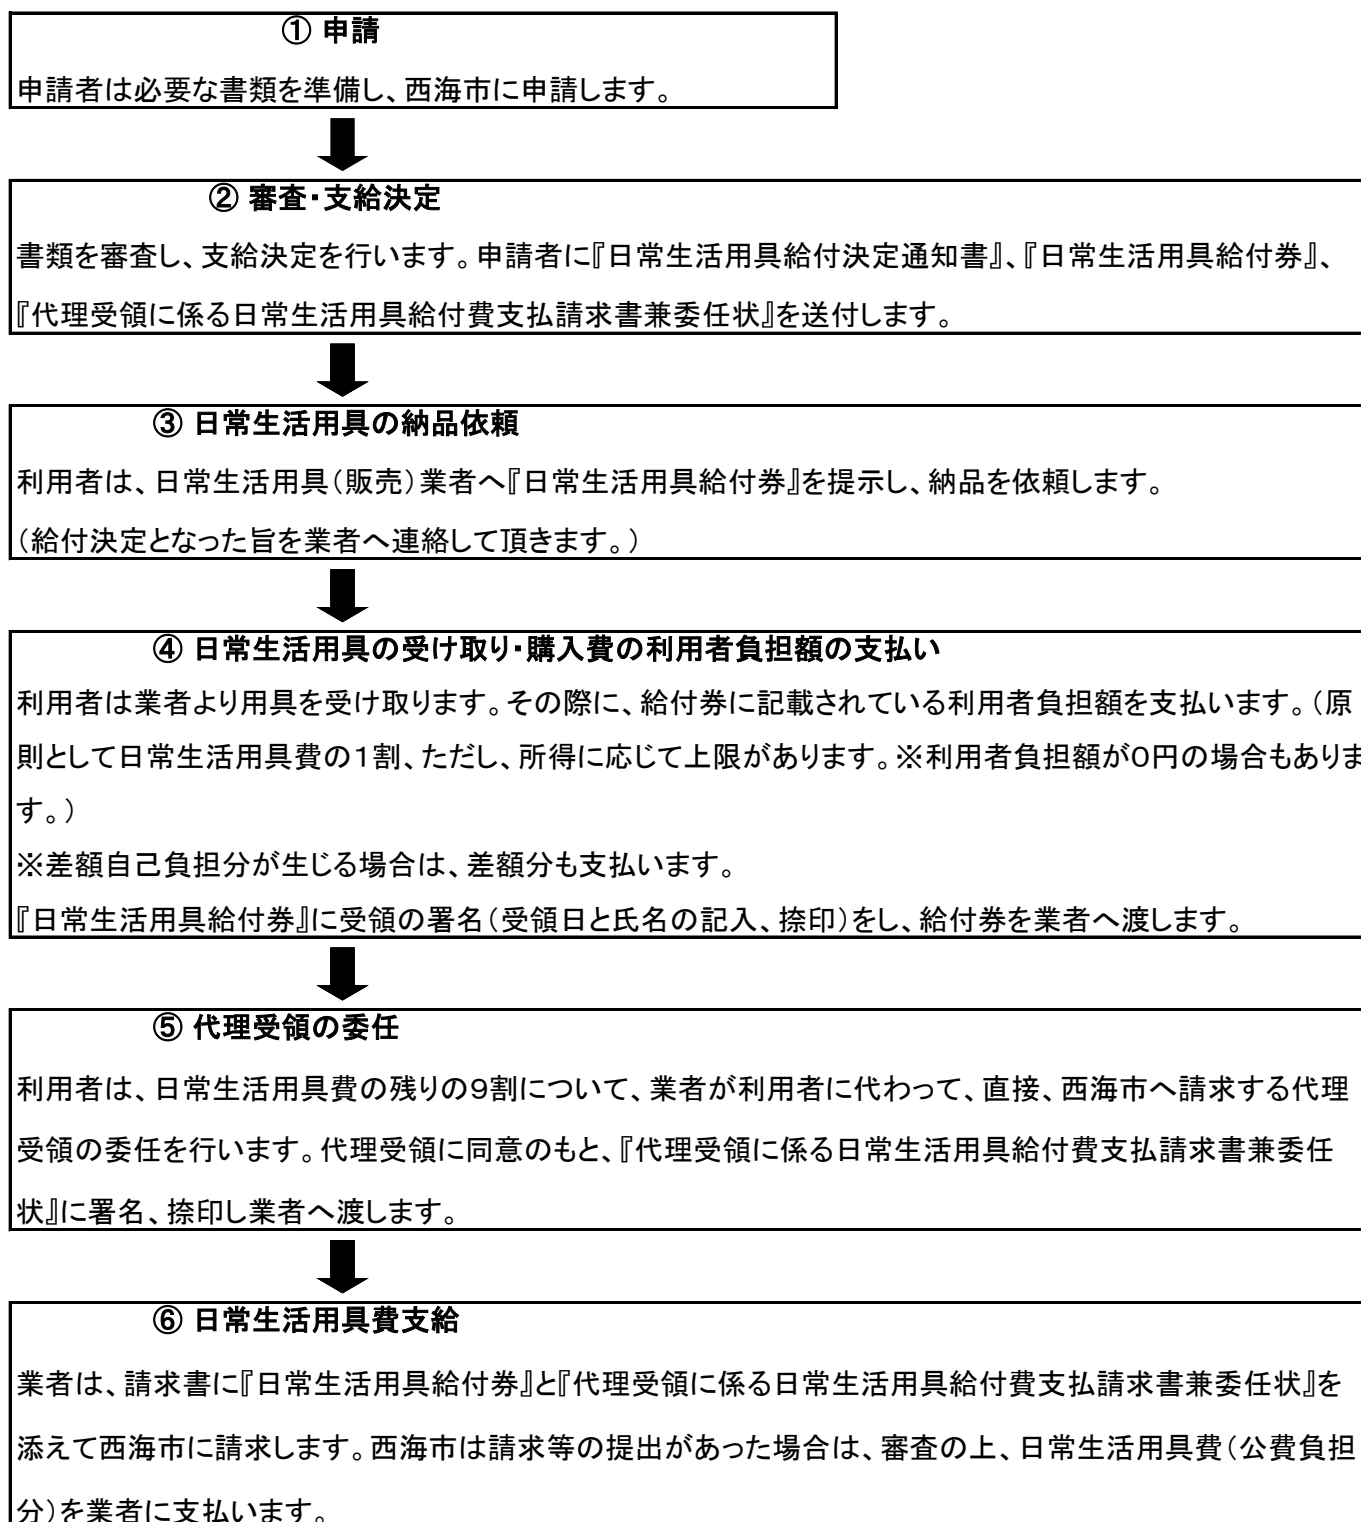 ① 申請
申請者は必要な書類を準備し、西海市に申請します。
② 審査・支給決定
書類を審査し、支給決定を行います。申請者に『日常生活用具給付決定通知書』、『日常生活用具給付券』、
『代理受領に係る日常生活用具給付費支払請求書兼委任状』を送付します。
③ 日常生活用具の納品依頼
利用者は、日常生活用具(販売)業者へ『日常生活用具給付券』を提示し、納品を依頼します。
(給付決定となった旨を業者へ連絡して頂きます。)
④ 日常生活用具の受け取り・購入費の利用者負担額の支払い
利用者は業者より用具を受け取ります。その際に、給付券に記載されている利用者負担額を支払います。(原
則として日常生活用具費の1割、ただし、所得に応じて上限があります。※利用者負担額が0円の場合もありま
す。)
※差額自己負担分が生じる場合は、差額分も支払います。
『日常生活用具給付券』に受領の署名(受領日と氏名の記入、捺印)をし、給付券を業者へ渡します。
⑤ 代理受領の委任
利用者は、日常生活用具費の残りの9割について、業者が利用者に代わって、直接、西海市へ請求する代理
受領の委任を行います。代理受領に同意のもと、『代理受領に係る日常生活用具給付費支払請求書兼委任
状』に署名、捺印し業者へ渡します。
⑥ 日常生活用具費支給
業者は、請求書に『日常生活用具給付券』と『代理受領に係る日常生活用具給付費支払請求書兼委任状』を
添えて西海市に請求します。西海市は請求等の提出があった場合は、審査の上、日常生活用具費(公費負担
分)を業者に支払います。